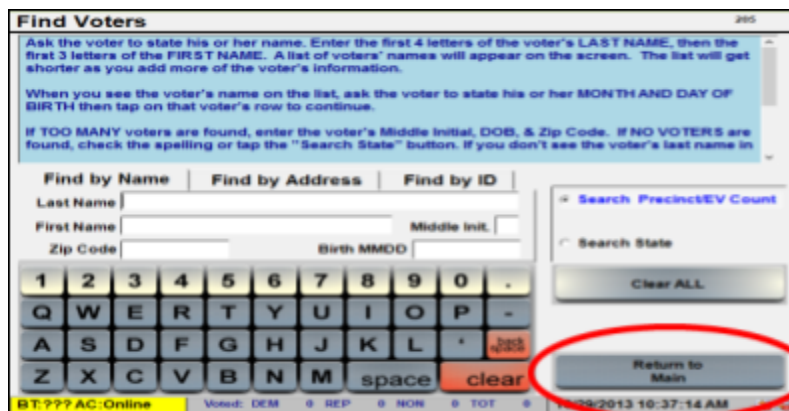 Find Voters
205
Ask the voter to state his or her name. Enter the first 4 letters of the voter's LAST NAME, then the
first 3 letters of the FIRST NAME. A list of voters' names will appear on the screen. The list will get
shorter as you add more of the voter's information.
When you see the voter's name on the list, ask the voter to state his or her MONTH AND DAY OF
BIRTH then tap on that voter's row to continue.
If TOO MANY voters are found, enter the voter's Middle Initial, DOB, & Zip Code. If NO VOTERS are
found, check the spelling or tap the "Search State" button. If you don't see the voter's last name in
Find by Name Find by Address Find by ID
Last Name
First Name Middle Init.
Zip Code Birth MMDD
Search Precinct/EV Count
Search State
1 2 3 4 5 6 7 8 9 0 .
Q W E R T Y U I O P -
A S D F G H J K L ' back
space
Z X C V B N M space clear
Clear ALL
Return to
Main
BT:??? AC:Online Voted: DEM 0 REP 0 NON 0 TOT 0 10/29/2013 10:37:14 AM